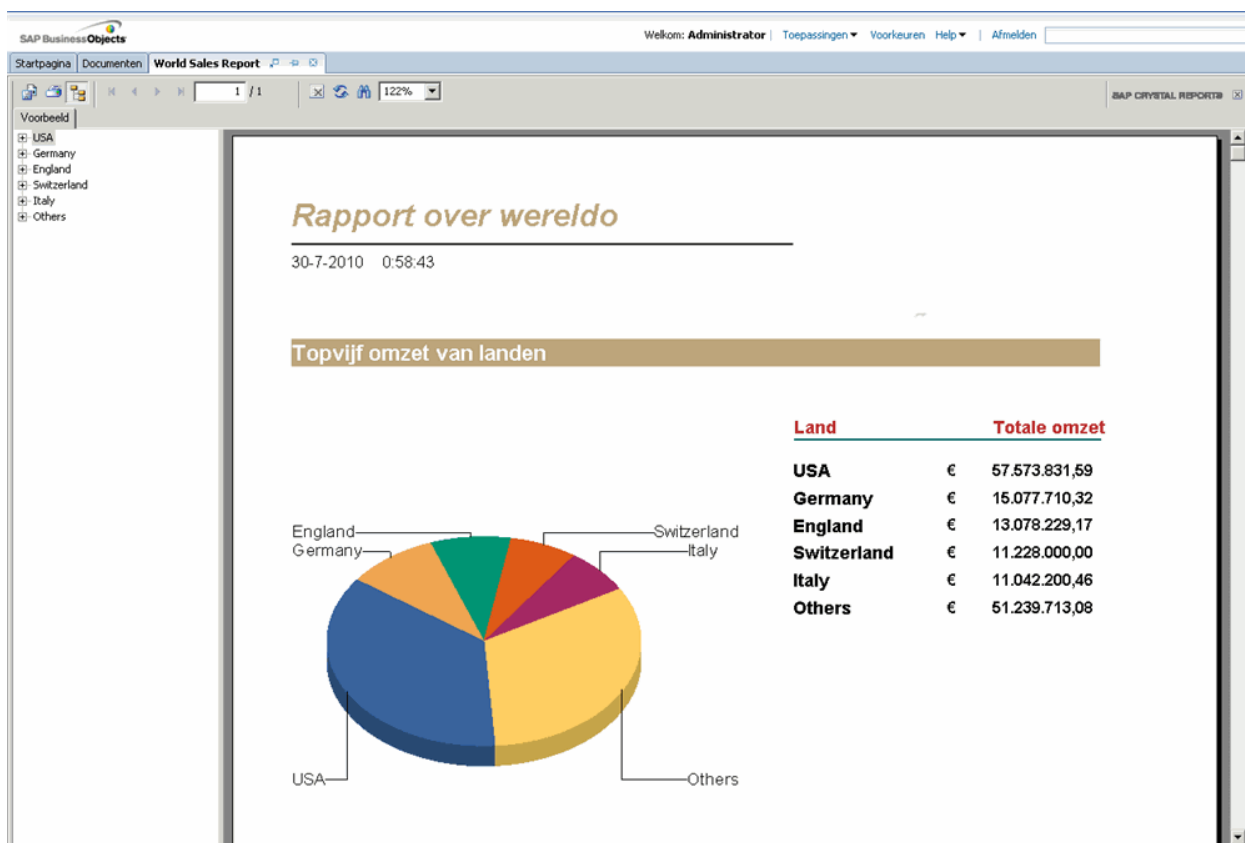 SAP BusinessObjects
Welkom: Administrator | Toepassingen Voorkeuren Help | Afmelden
Startpagina Documenten World Sales Report
1 /1 122% SAP CRYSTAL REPORTS
Voorbeeld
USA
Germany
England
Switzerland
Italy
Others
Rapport over wereldo
30-7-2010 0:58:43
Topvijf omzet van landen
Land Totale omzet
USA € 57.573.831,59
Germany € 15.077.710,32
England € 13.078.229,17
Switzerland € 11.228.000,00
Italy € 11.042.200,46
Others € 51.239.713,08
England Switzerland
Germany Italy
USA Others